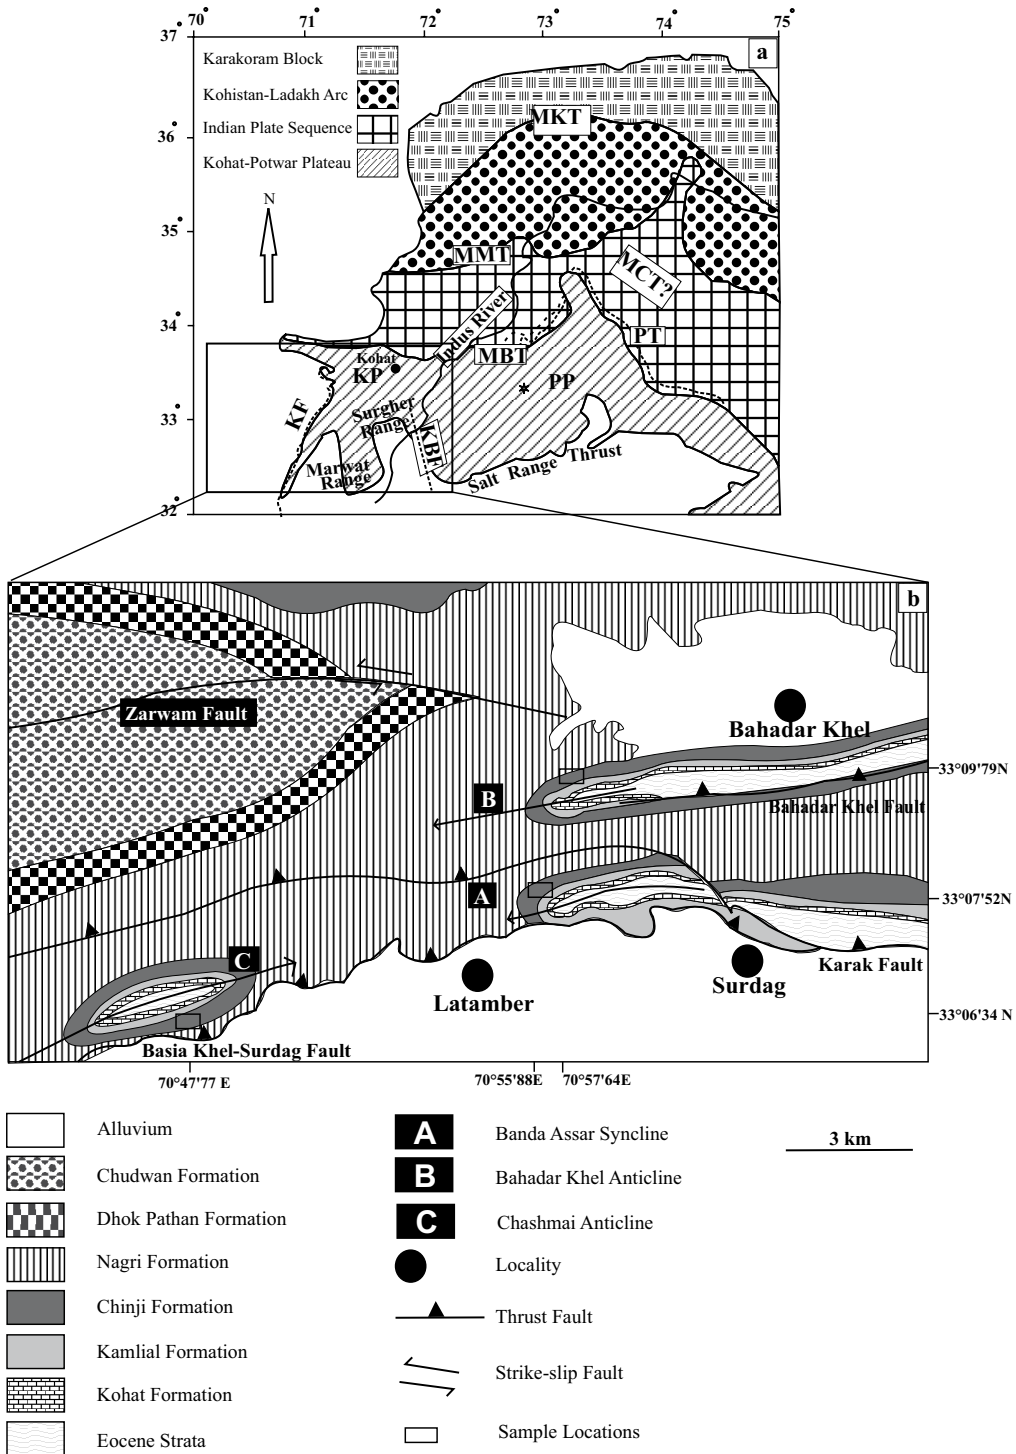 70° 71° 72° 73° 74° 75°
37°
36°
35°
34°
33°
32°
a
Karakoram Block
Kohistan-Ladakh Arc
Indian Plate Sequence
Kohat-Potwar Plateau
N
MKT
MMT
MCT?
Indus River
MBT
PT
Kohat
KP
PP
KF
Surgher
Range
KBF
Marwat
Range
Salt Range Thrust
b
Zarwam Fault
Bahadar Khel
33°09'79N
B
Bahadar Khel Fault
A
33°07'52N
C
Karak Fault
Surdag
Latamber
33°06'34 N
Basia Khel-Surdag Fault
70°47'77 E
70°55'88E
70°57'64E
Alluvium
Chudwan Formation
Dhok Pathan Formation
Nagri Formation
Chinji Formation
Kamlial Formation
Kohat Formation
Eocene Strata
A Banda Assar Syncline
B Bahadar Khel Anticline
C Chashmai Anticline
Locality
Thrust Fault
Strike-slip Fault
Sample Locations
3 km